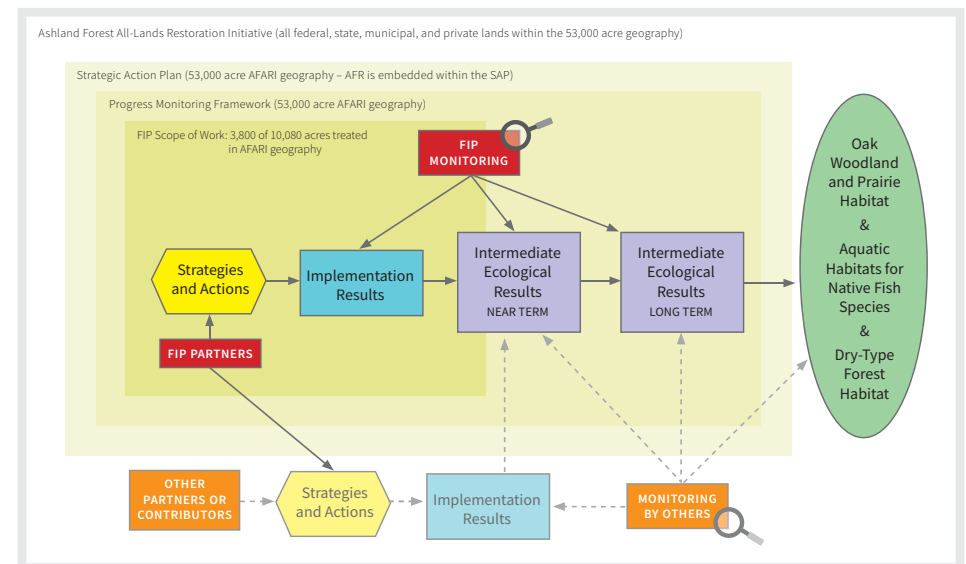 Ashland Forest All-Lands Restoration Initiative (all federal, state, municipal, and private lands within the 53,000 acre geography)
Strategic Action Plan (53,000 acre AFARI geography – AFR is embedded within the SAP)
Progress Monitoring Framework (53,000 acre AFARI geography)
FIP Scope of Work: 3,800 of 10,080 acres treated
in AFARI geography
FIP
MONITORING
Strategies
and Actions
Implementation
Results
Intermediate
Ecological
Results
NEAR TERM
Intermediate
Ecological
Results
LONG TERM
Oak
Woodland
and Prairie
Habitat
&
Aquatic
Habitats for
Native Fish
Species
&
Dry-Type
Forest
Habitat
FIP PARTNERS
OTHER
PARTNERS OR
CONTRIBUTORS
Strategies
and Actions
Implementation
Results
MONITORING
BY OTHERS